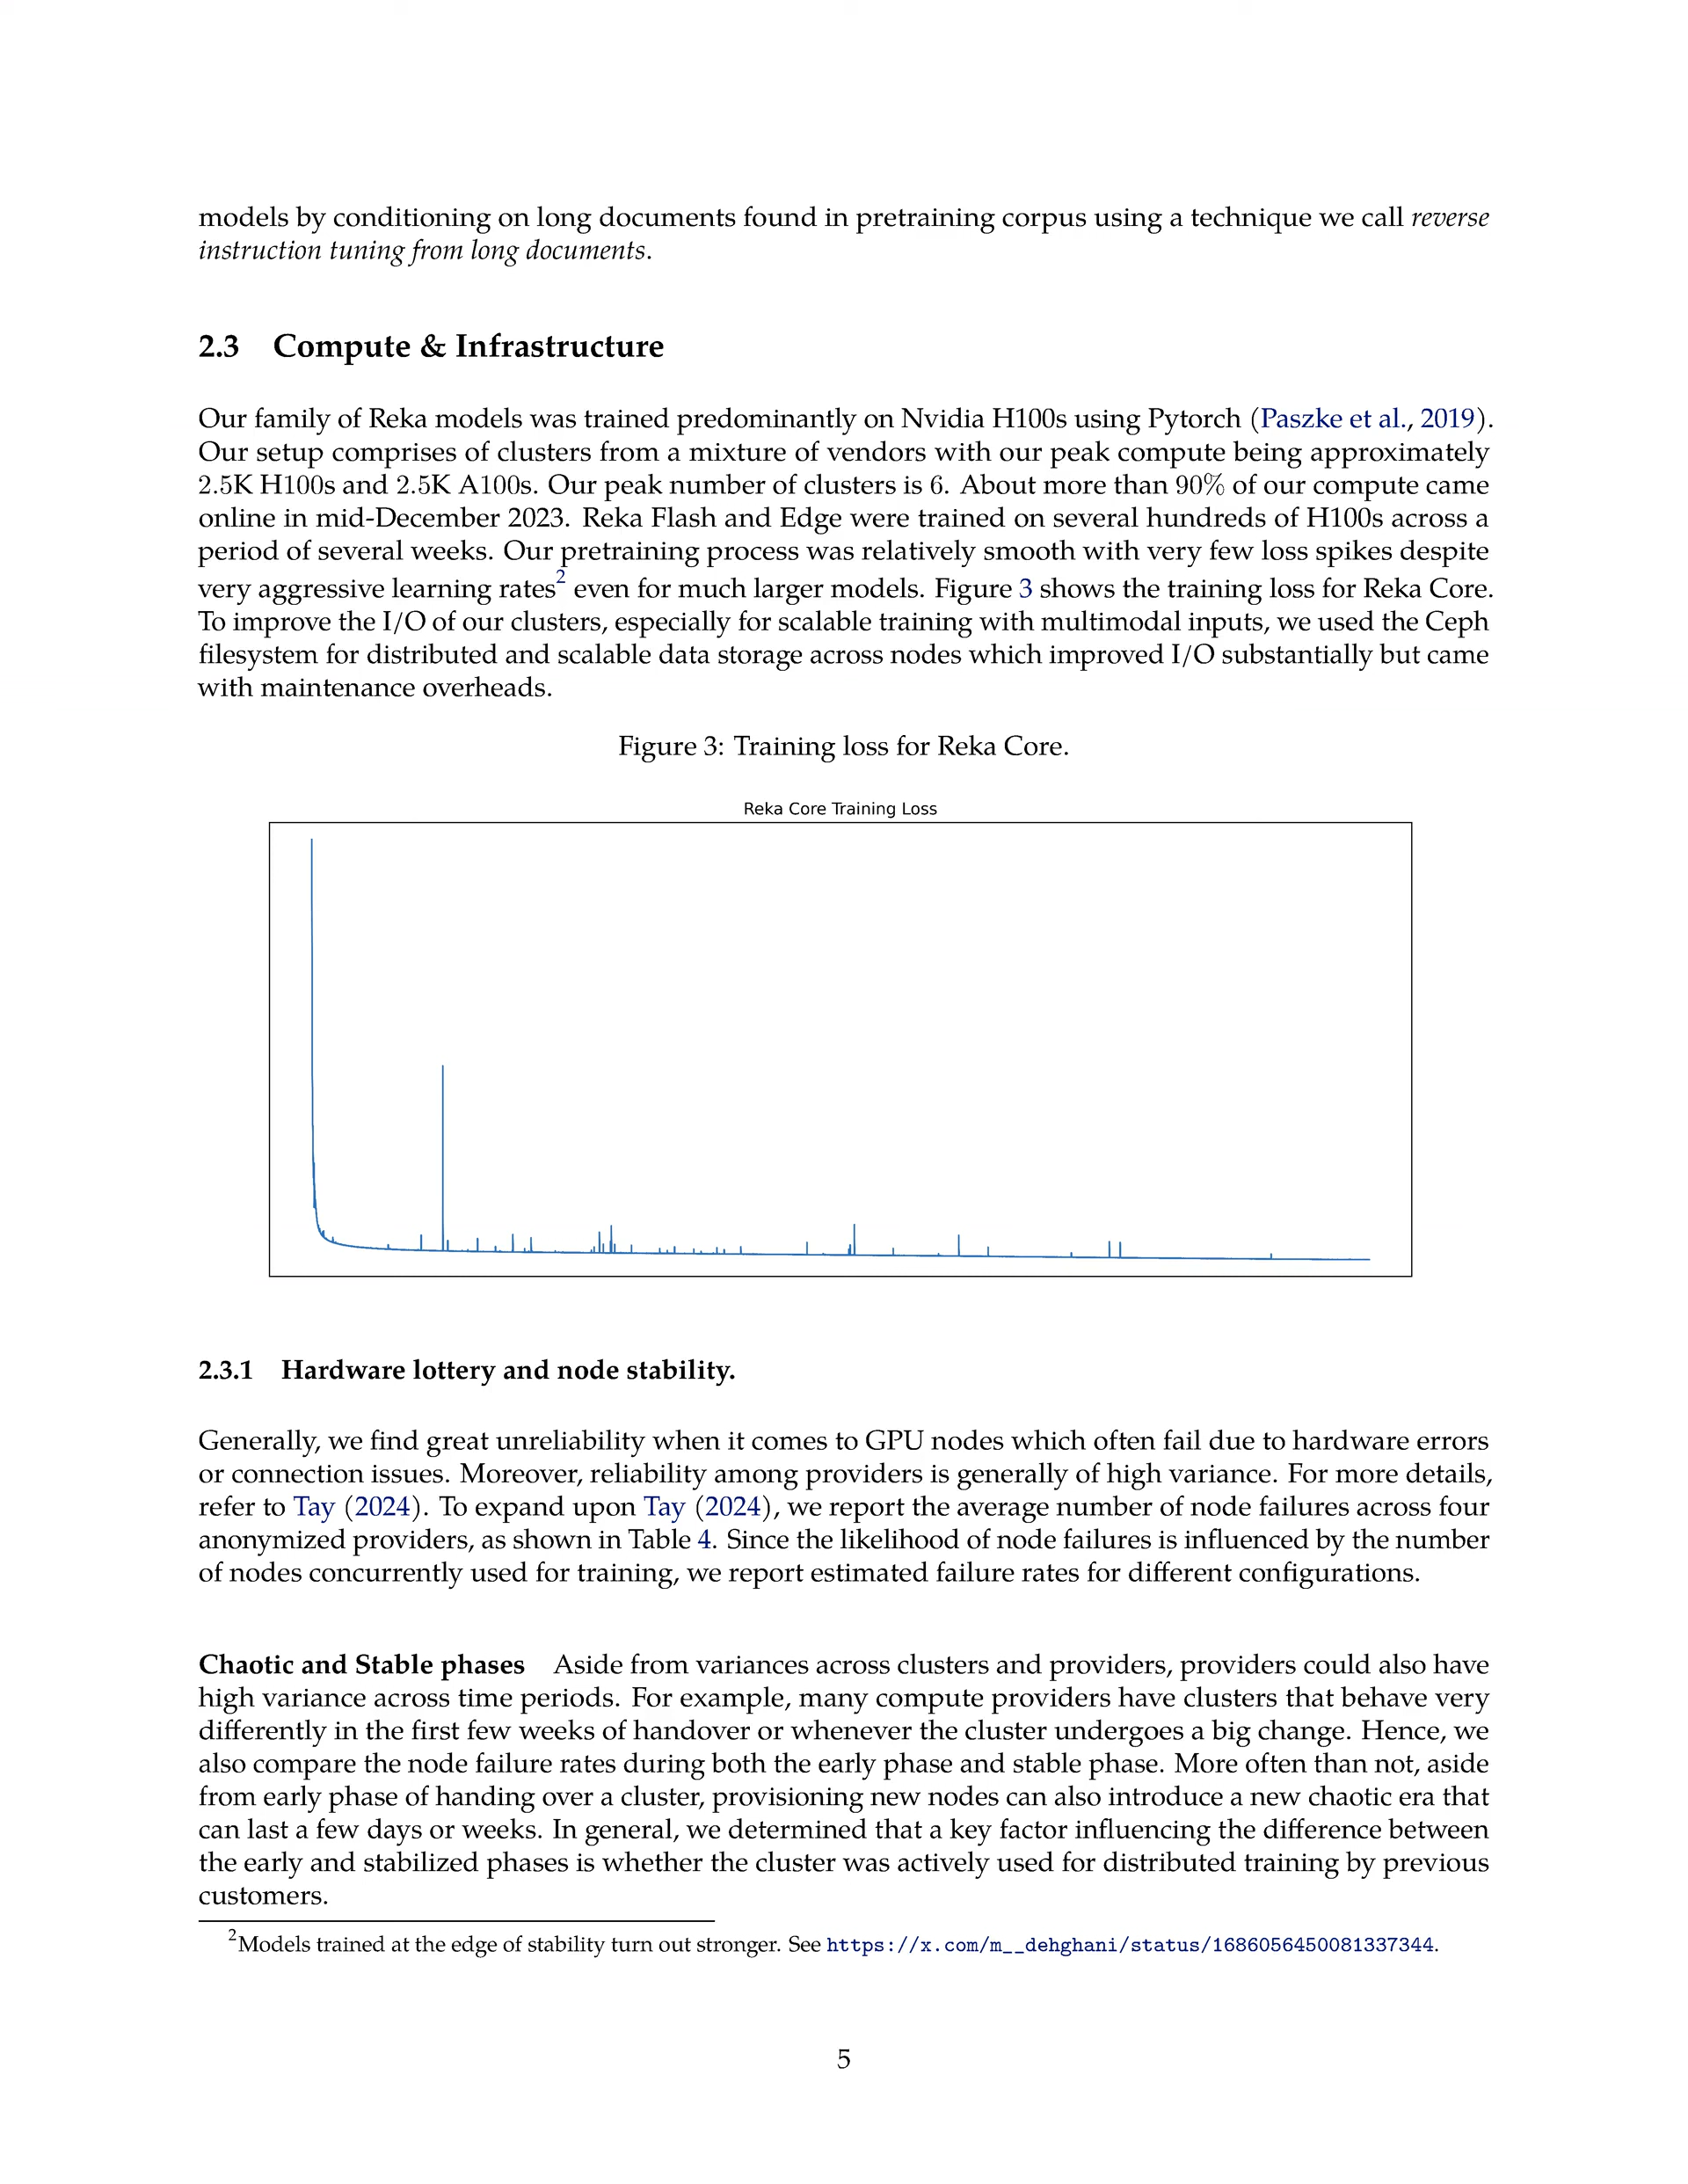 models by conditioning on long documents found in pretraining corpus using a technique we call reverse
instruction tuning from long documents.
2.3 Compute & Infrastructure
Our family of Reka models was trained predominantly on Nvidia H100s using Pytorch (Paszke et al., 2019).
Our setup comprises of clusters from a mixture of vendors with our peak compute being approximately
2.5K H100s and 2.5K A100s. Our peak number of clusters is 6. About more than 90% of our compute came
online in mid-December 2023. Reka Flash and Edge were trained on several hundreds of H100s across a
period of several weeks. Our pretraining process was relatively smooth with very few loss spikes despite
very aggressive learning rates2 even for much larger models. Figure 3 shows the training loss for Reka Core.
To improve the I/O of our clusters, especially for scalable training with multimodal inputs, we used the Ceph
filesystem for distributed and scalable data storage across nodes which improved I/O substantially but came
with maintenance overheads.
Figure 3: Training loss for Reka Core.
Reka Core Training Loss
2.3.1 Hardware lottery and node stability.
Generally, we find great unreliability when it comes to GPU nodes which often fail due to hardware errors
or connection issues. Moreover, reliability among providers is generally of high variance. For more details,
refer to Tay (2024). To expand upon Tay (2024), we report the average number of node failures across four
anonymized providers, as shown in Table 4. Since the likelihood of node failures is influenced by the number
of nodes concurrently used for training, we report estimated failure rates for different configurations.
Chaotic and Stable phases Aside from variances across clusters and providers, providers could also have
high variance across time periods. For example, many compute providers have clusters that behave very
differently in the first few weeks of handover or whenever the cluster undergoes a big change. Hence, we
also compare the node failure rates during both the early phase and stable phase. More often than not, aside
from early phase of handing over a cluster, provisioning new nodes can also introduce a new chaotic era that
can last a few days or weeks. In general, we determined that a key factor influencing the difference between
the early and stabilized phases is whether the cluster was actively used for distributed training by previous
customers.
2Models trained at the edge of stability turn out stronger. See https://x.com/m__dehghani/status/1686056450081337344.
5